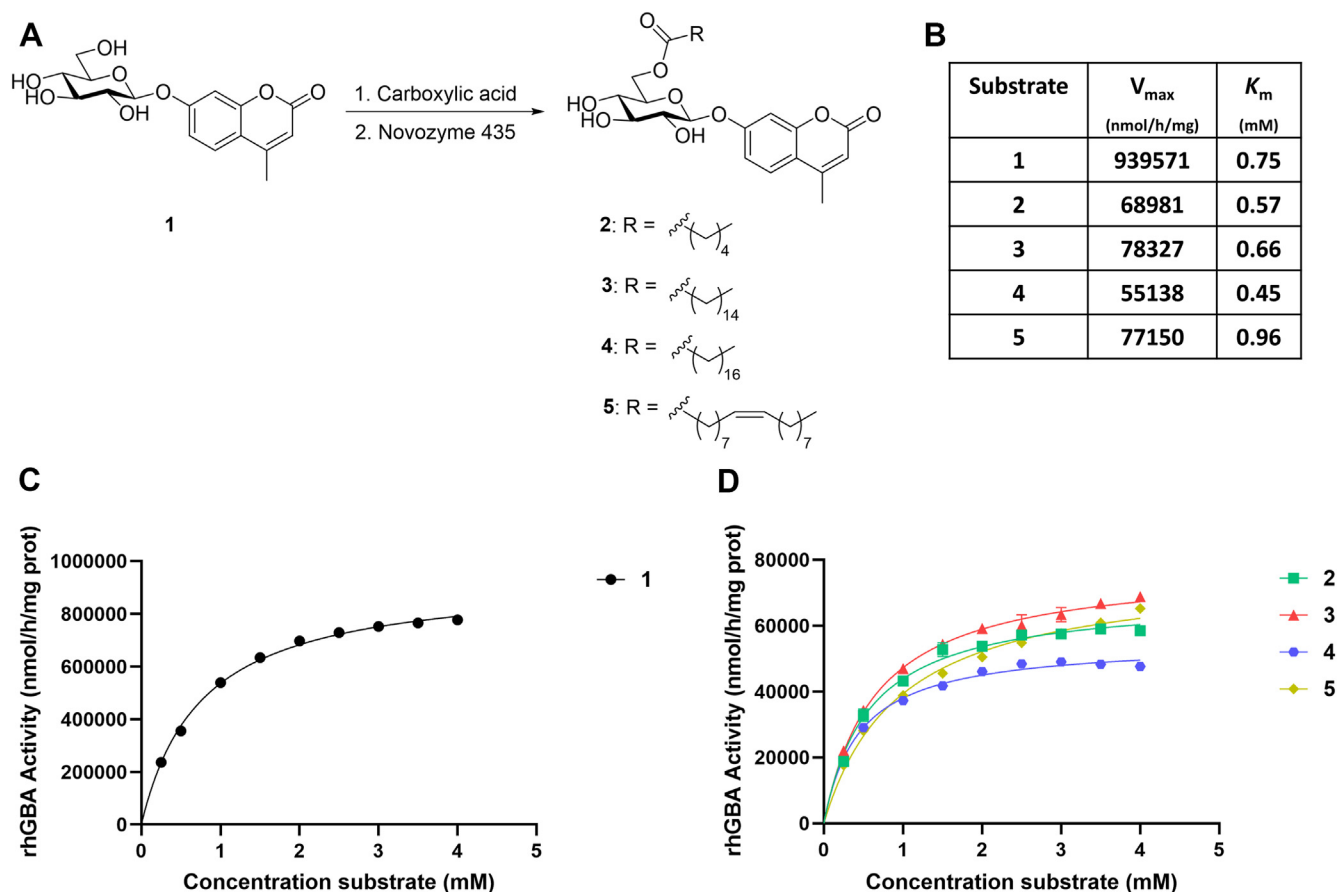 A
OH
HO
HO
O
O
OH
O
O
1
1. Carboxylic acid
2. Novozyme 435
O
R
O
HO
HO
O
O
OH
O
O
2: R =
4
3: R =
14
4: R =
16
5: R =
7
7
B
Substrate Vmax Km
(nmol/h/mg) (mM)
1 939571 0.75
2 68981 0.57
3 78327 0.66
4 55138 0.45
5 77150 0.96
C
rhGBA Activity (nmol/h/mg prot)
1000000
800000
600000
400000
200000
0
0 1 2 3 4 5
Concentration substrate (mM)
1
D
rhGBA Activity (nmol/h/mg prot)
80000
60000
40000
20000
0
0 1 2 3 4 5
Concentration substrate (mM)
2
3
4
5